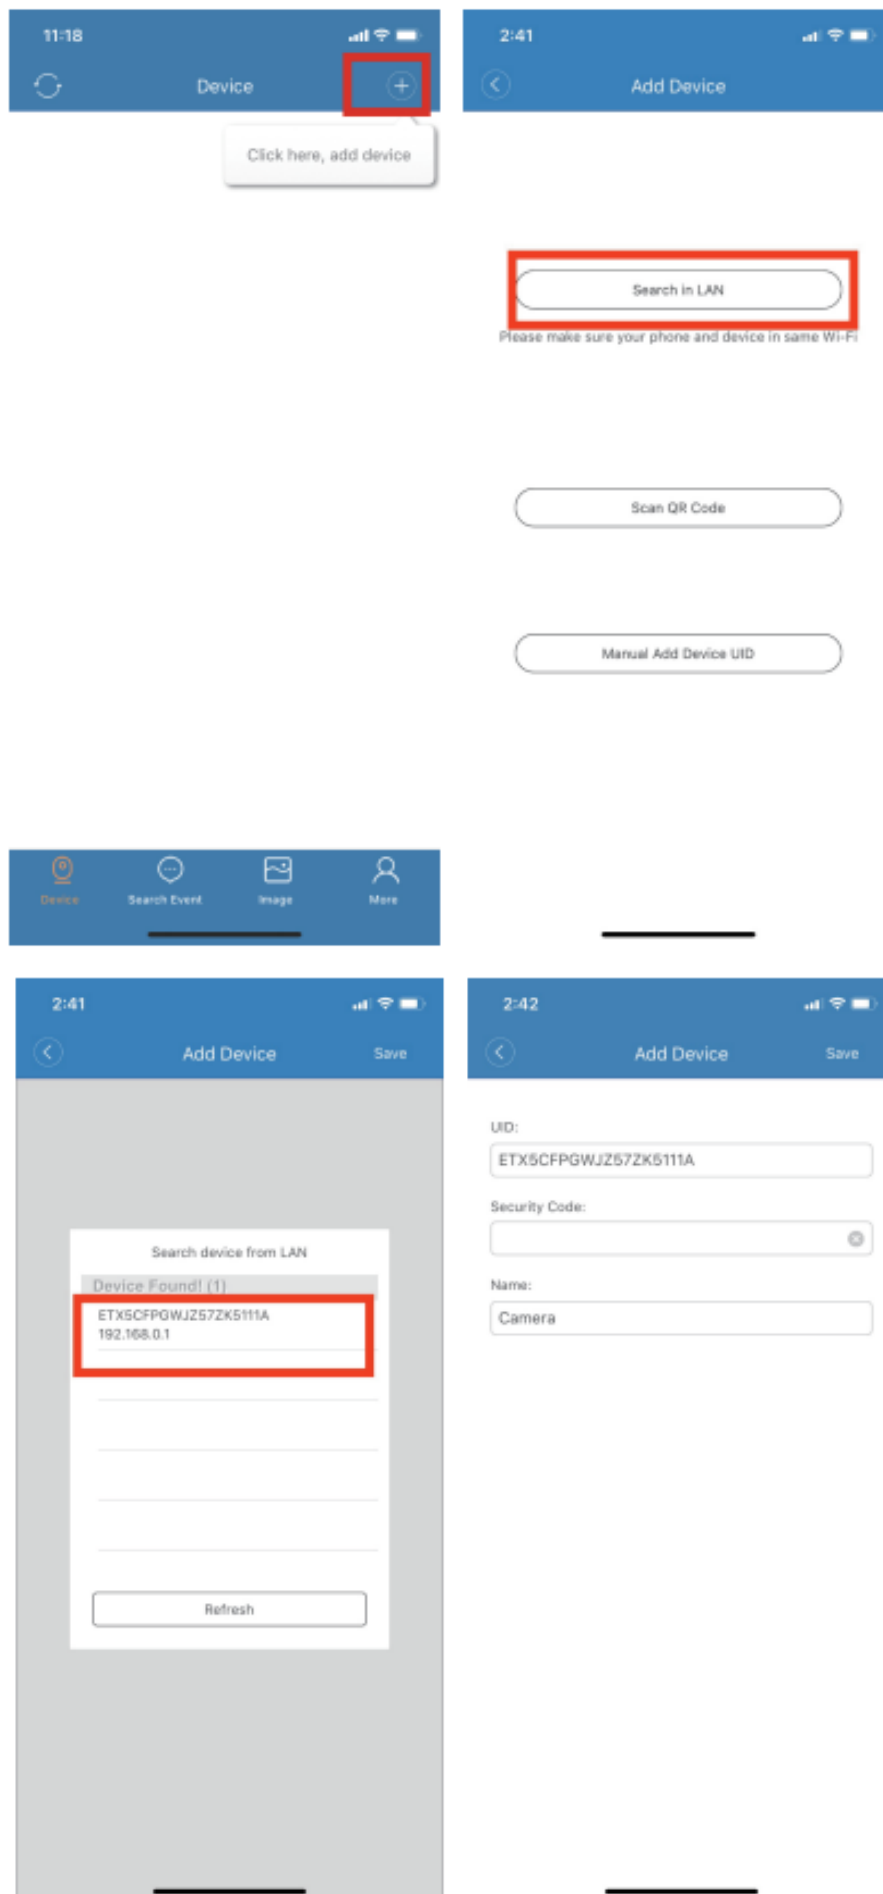 11:18
Device
Click here, add device
Device
Search Event
Image
More
2:41
Add Device
Search in LAN
Please make sure your phone and device in same Wi-Fi
Scan QR Code
Manual Add Device UID
2:41
Add Device
Save
Search device from LAN
Device Found! (1)
ETX5CFPGWJZ57ZK5111A
192.168.0.1
Refresh
2:42
Add Device
Save
UID:
ETX5CFPGWJZ57ZK5111A
Security Code:
Name:
Camera